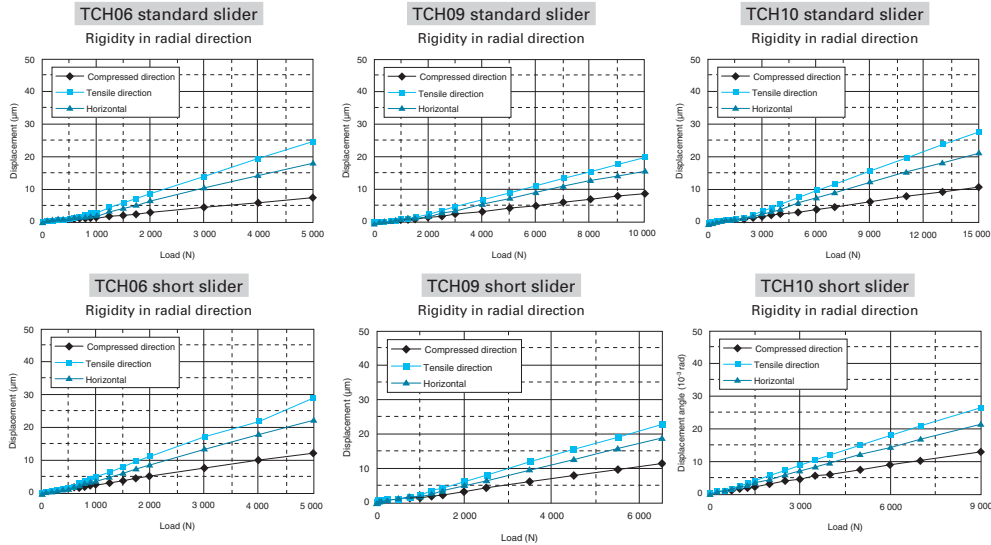 TCH06 standard slider
Rigidity in radial direction
50
40
30
20
10
0
Displacement (μm)
Compressed direction
Tensile direction
Horizontal
0 1 000 2 000 3 000 4 000 5 000
Load (N)
TCH09 standard slider
Rigidity in radial direction
50
40
30
20
10
0
Displacement (μm)
Compressed direction
Tensile direction
Horizontal
0 2 000 4 000 6 000 8 000 10 000
Load (N)
TCH10 standard slider
Rigidity in radial direction
50
40
30
20
10
0
Displacement (μm)
Compressed direction
Tensile direction
Horizontal
0 3 000 6 000 9 000 12 000 15 000
Load (N)
TCH06 short slider
Rigidity in radial direction
50
40
30
20
10
0
Displacement (μm)
Compressed direction
Tensile direction
Horizontal
0 1 000 2 000 3 000 4 000 5 000
Load (N)
TCH09 short slider
Rigidity in radial direction
50
40
30
20
10
0
Displacement (μm)
Compressed direction
Tensile direction
Horizontal
0 2 000 4 000 6 000
Load (N)
TCH10 short slider
Rigidity in radial direction
50
40
30
20
10
0
Displacement angle (10⁻³ rad)
Compressed direction
Tensile direction
Horizontal
0 3 000 6 000 9 000
Load (N)